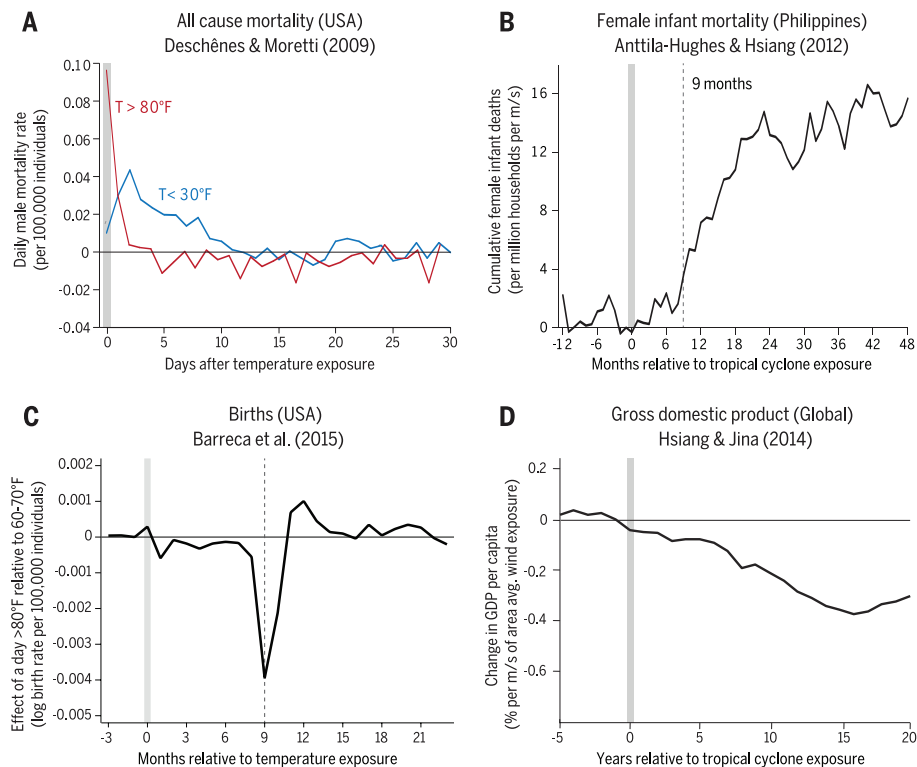 A
All cause mortality (USA)
Deschênes & Moretti (2009)
Daily male mortality rate
(per 100,000 individuals)
0.10
0.08
0.06
0.04
0.02
0
-0.02
-0.04
T > 80°F
T < 30°F
0
5
10
15
20
25
30
Days after temperature exposure
B
Female infant mortality (Philippines)
Anttila-Hughes & Hsiang (2012)
Cumulative female infant deaths
(per million households per m/s)
16
12
8
4
0
9 months
-12
-6
0
6
12
18
24
30
36
42
48
Months relative to tropical cyclone exposure
C
Births (USA)
Barreca et al. (2015)
Effect of a day >80°F relative to 60-70°F
(log birth rate per 100,000 individuals)
0.002
0.001
0
-0.001
-0.002
-0.003
-0.004
-0.005
-3
0
3
6
9
12
15
18
21
Months relative to temperature exposure
D
Gross domestic product (Global)
Hsiang & Jina (2014)
Change in GDP per capita
(% per m/s of area avg. wind exposure)
0.2
0
-0.2
-0.4
-0.6
-5
0
5
10
15
20
Years relative to tropical cyclone exposure